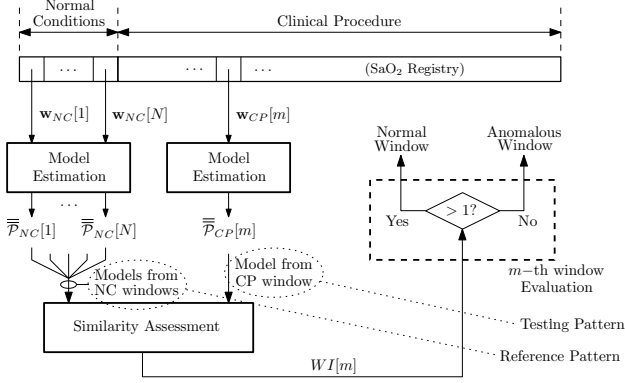 Normal
Conditions
Clinical Procedure
... ... ... (SaO₂ Registry)
w_NC[1] w_NC[N] w_CP[m]
Normal
Window
Anomalous
Window
Model
Estimation
Model
Estimation
...
> 1?
Yes No
P̿_NC[1] P̿_NC[N] P̿_CP[m]
Models from
NC windows
Model from
CP window
m−th window
Evaluation
Similarity Assessment
Testing Pattern
Reference Pattern
WI[m]